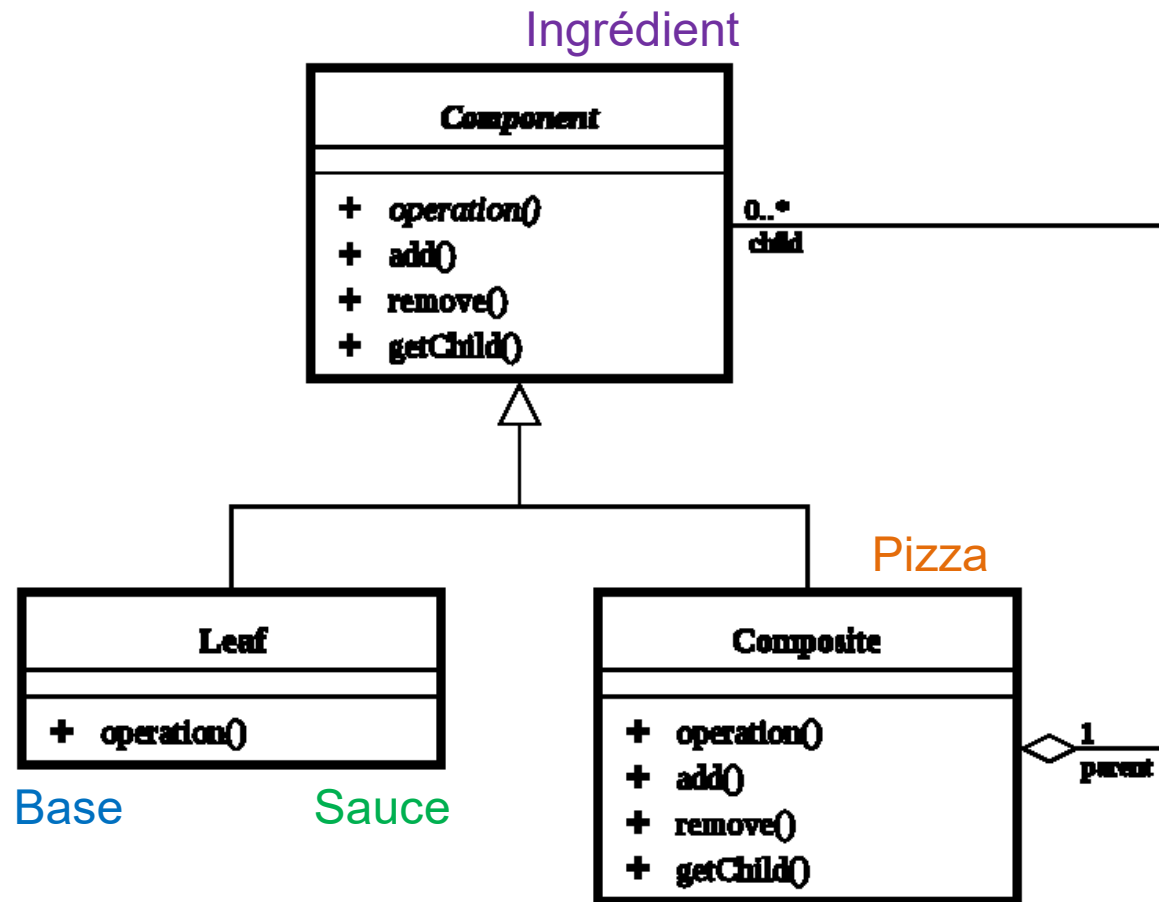 Ingrédient
Component
+ operation()
+ add()
+ remove()
+ getChild()
0..*
child
Pizza
Leaf
+ operation()
Base
Sauce
Composite
+ operation()
+ add()
+ remove()
+ getChild()
1
parent